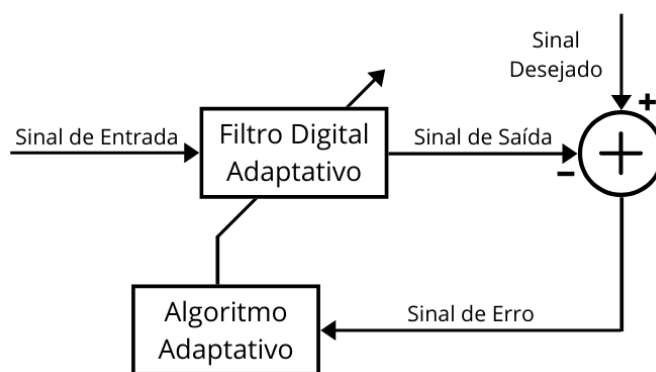 Sinal
Desejado
+
Sinal de Entrada
Filtro Digital
Adaptativo
Sinal de Saída
+
−
Algoritmo
Adaptativo
Sinal de Erro